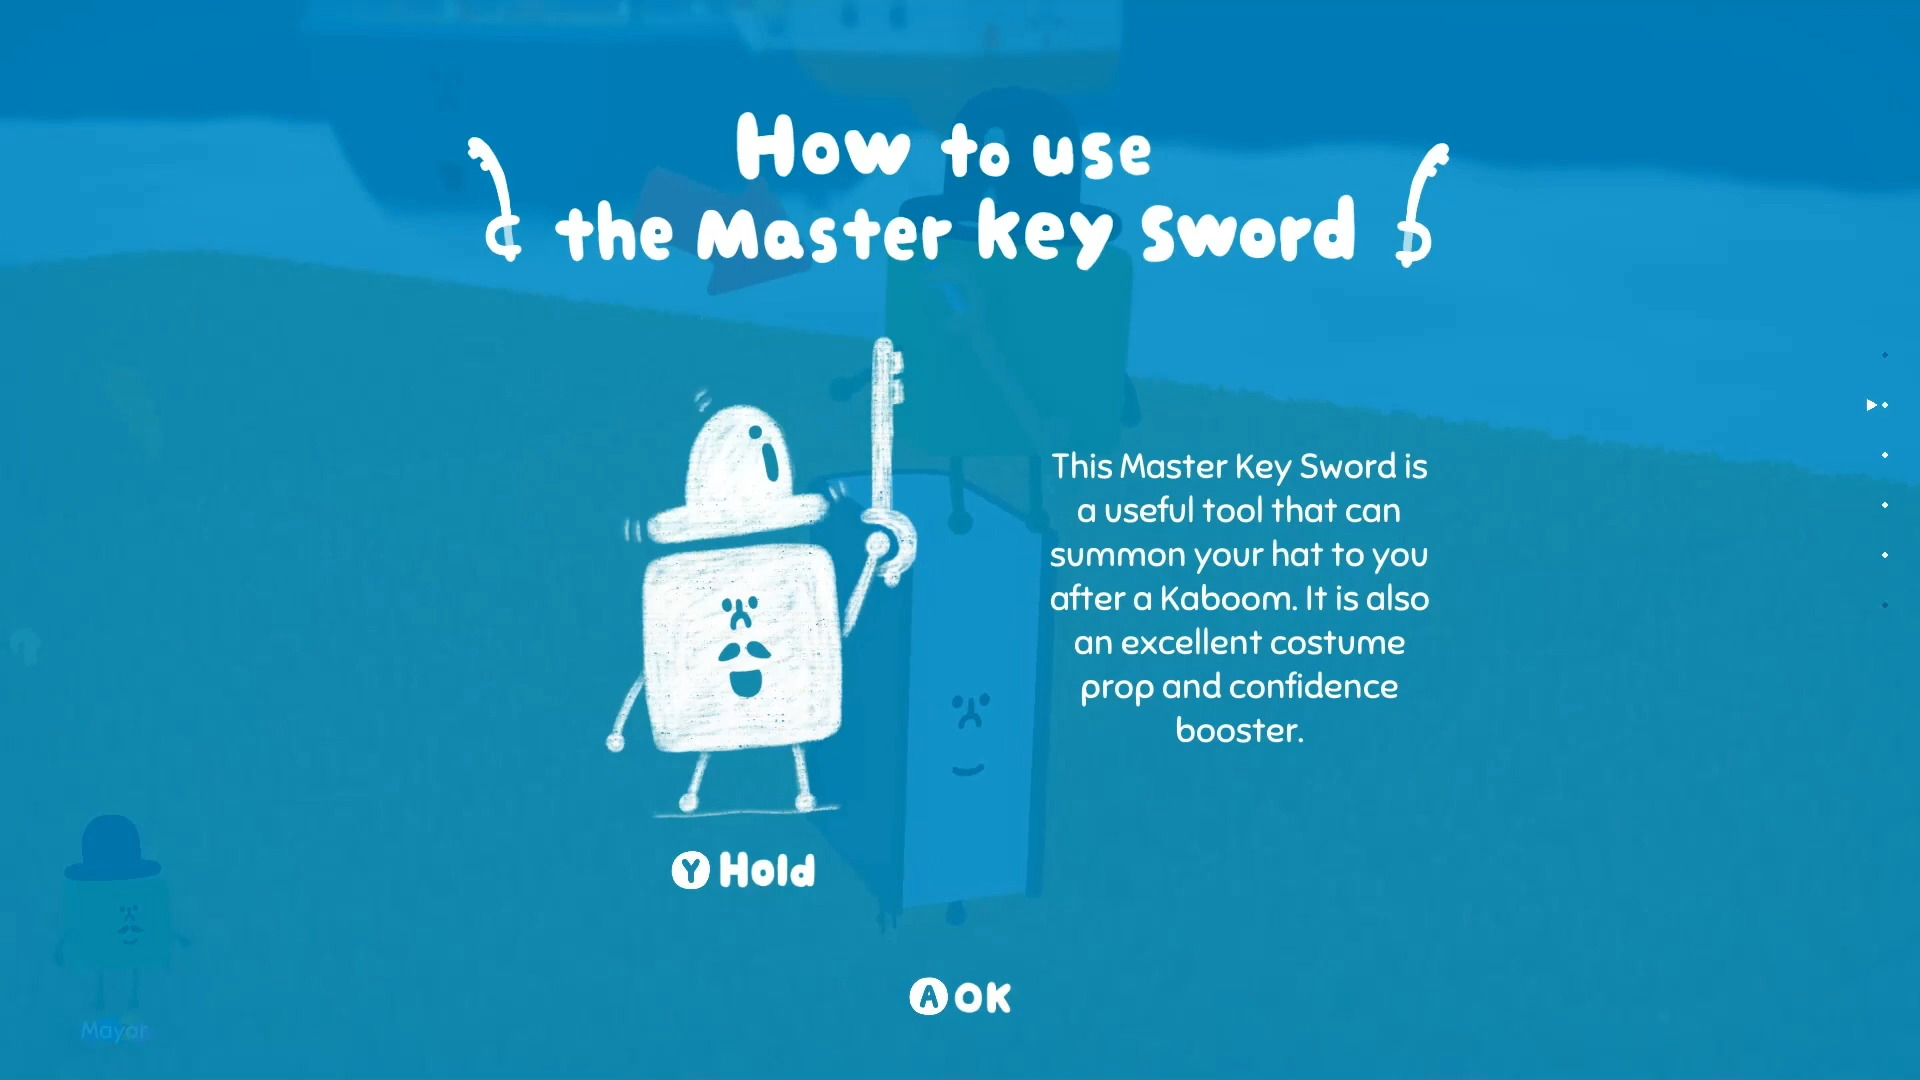 How to use
the Master Key Sword
This Master Key Sword is
a useful tool that can
summon your hat to you
after a Kaboom. It is also
an excellent costume
prop and confidence
booster.
Y Hold
A OK
Mayor